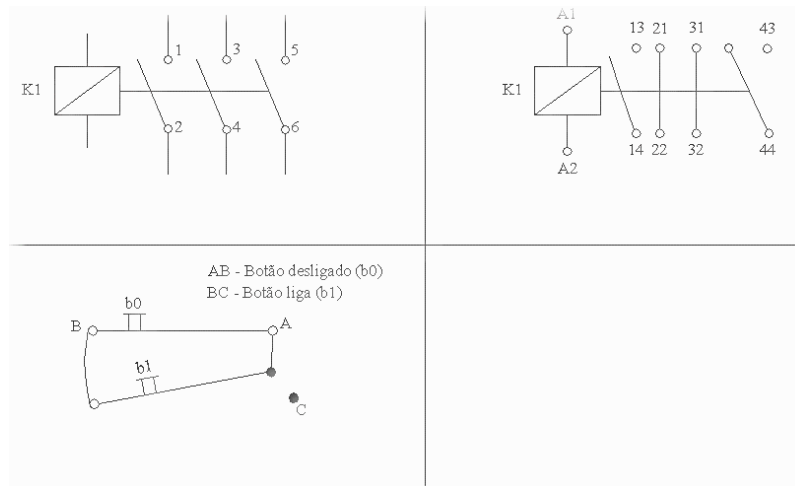 1 3 5
K1
2 4 6
A1
13 21 31 43
K1
14 22 32 44
A2
AB - Botão desligado (b0)
BC - Botão liga (b1)
b0
B A
b1
C